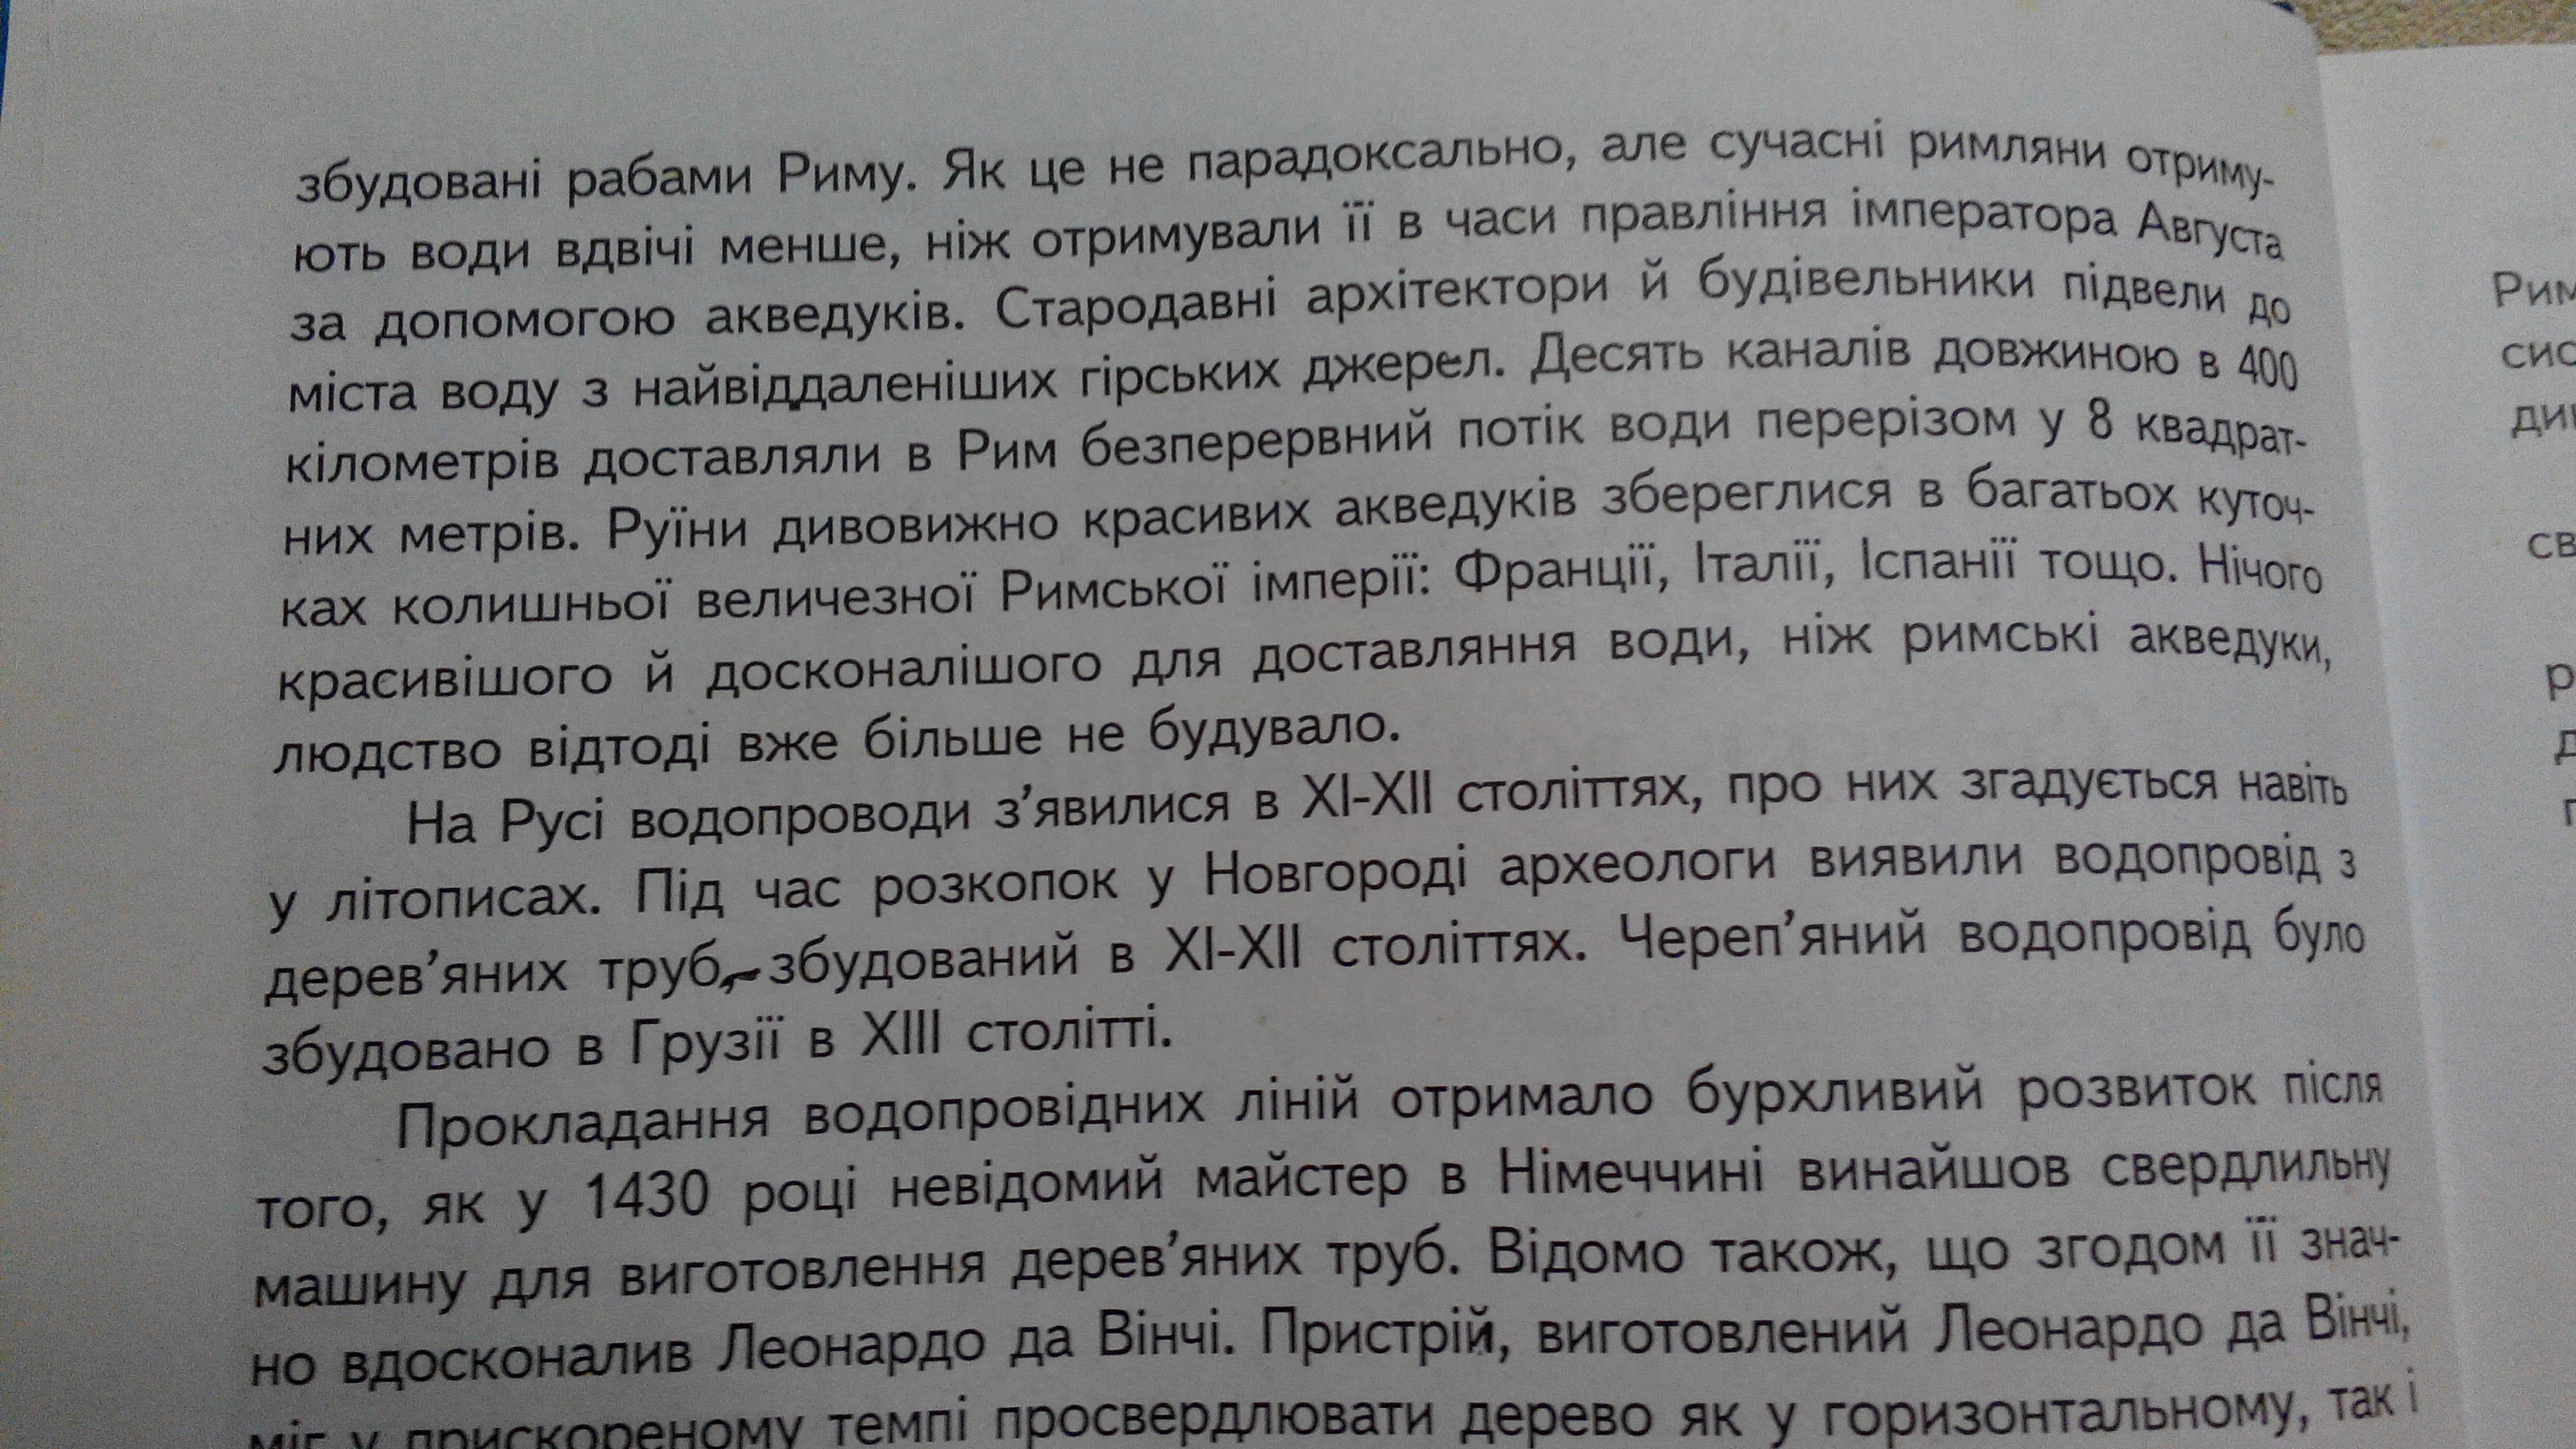 збудовані рабами Риму. Як це не парадоксально, але сучасні римляни отриму-
ють води вдвічі менше, ніж отримували її в часи правління імператора Августа
за допомогою акведуків. Стародавні архітектори й будівельники підвели до
міста воду з найвіддаленіших гірських джерел. Десять каналів довжиною в 400
кілометрів доставляли в Рим безперервний потік води перерізом у 8 квадрат-
них метрів. Руїни дивовижно красивих акведуків збереглися в багатьох куточ-
ках колишньої величезної Римської імперії: Франції, Італії, Іспанії тощо. Нічого
красивішого й досконалішого для доставляння води, ніж римські акведуки,
людство відтоді вже більше не будувало.
На Русі водопроводи з’явилися в XI-XII століттях, про них згадується навіть
у літописах. Під час розкопок у Новгороді археологи виявили водопровід з
дерев’яних труб, збудований в XI-XII століттях. Череп’яний водопровід було
збудовано в Грузії в XIII столітті.
Прокладання водопровідних ліній отримало бурхливий розвиток після
того, як у 1430 році невідомий майстер в Німеччині винайшов свердлильну
машину для виготовлення дерев’яних труб. Відомо також, що згодом її знач-
но вдосконалив Леонардо да Вінчі. Пристрій, виготовлений Леонардо да Вінчі,
міг у прискореному темпі просвердлювати дерево як у горизонтальному, так і